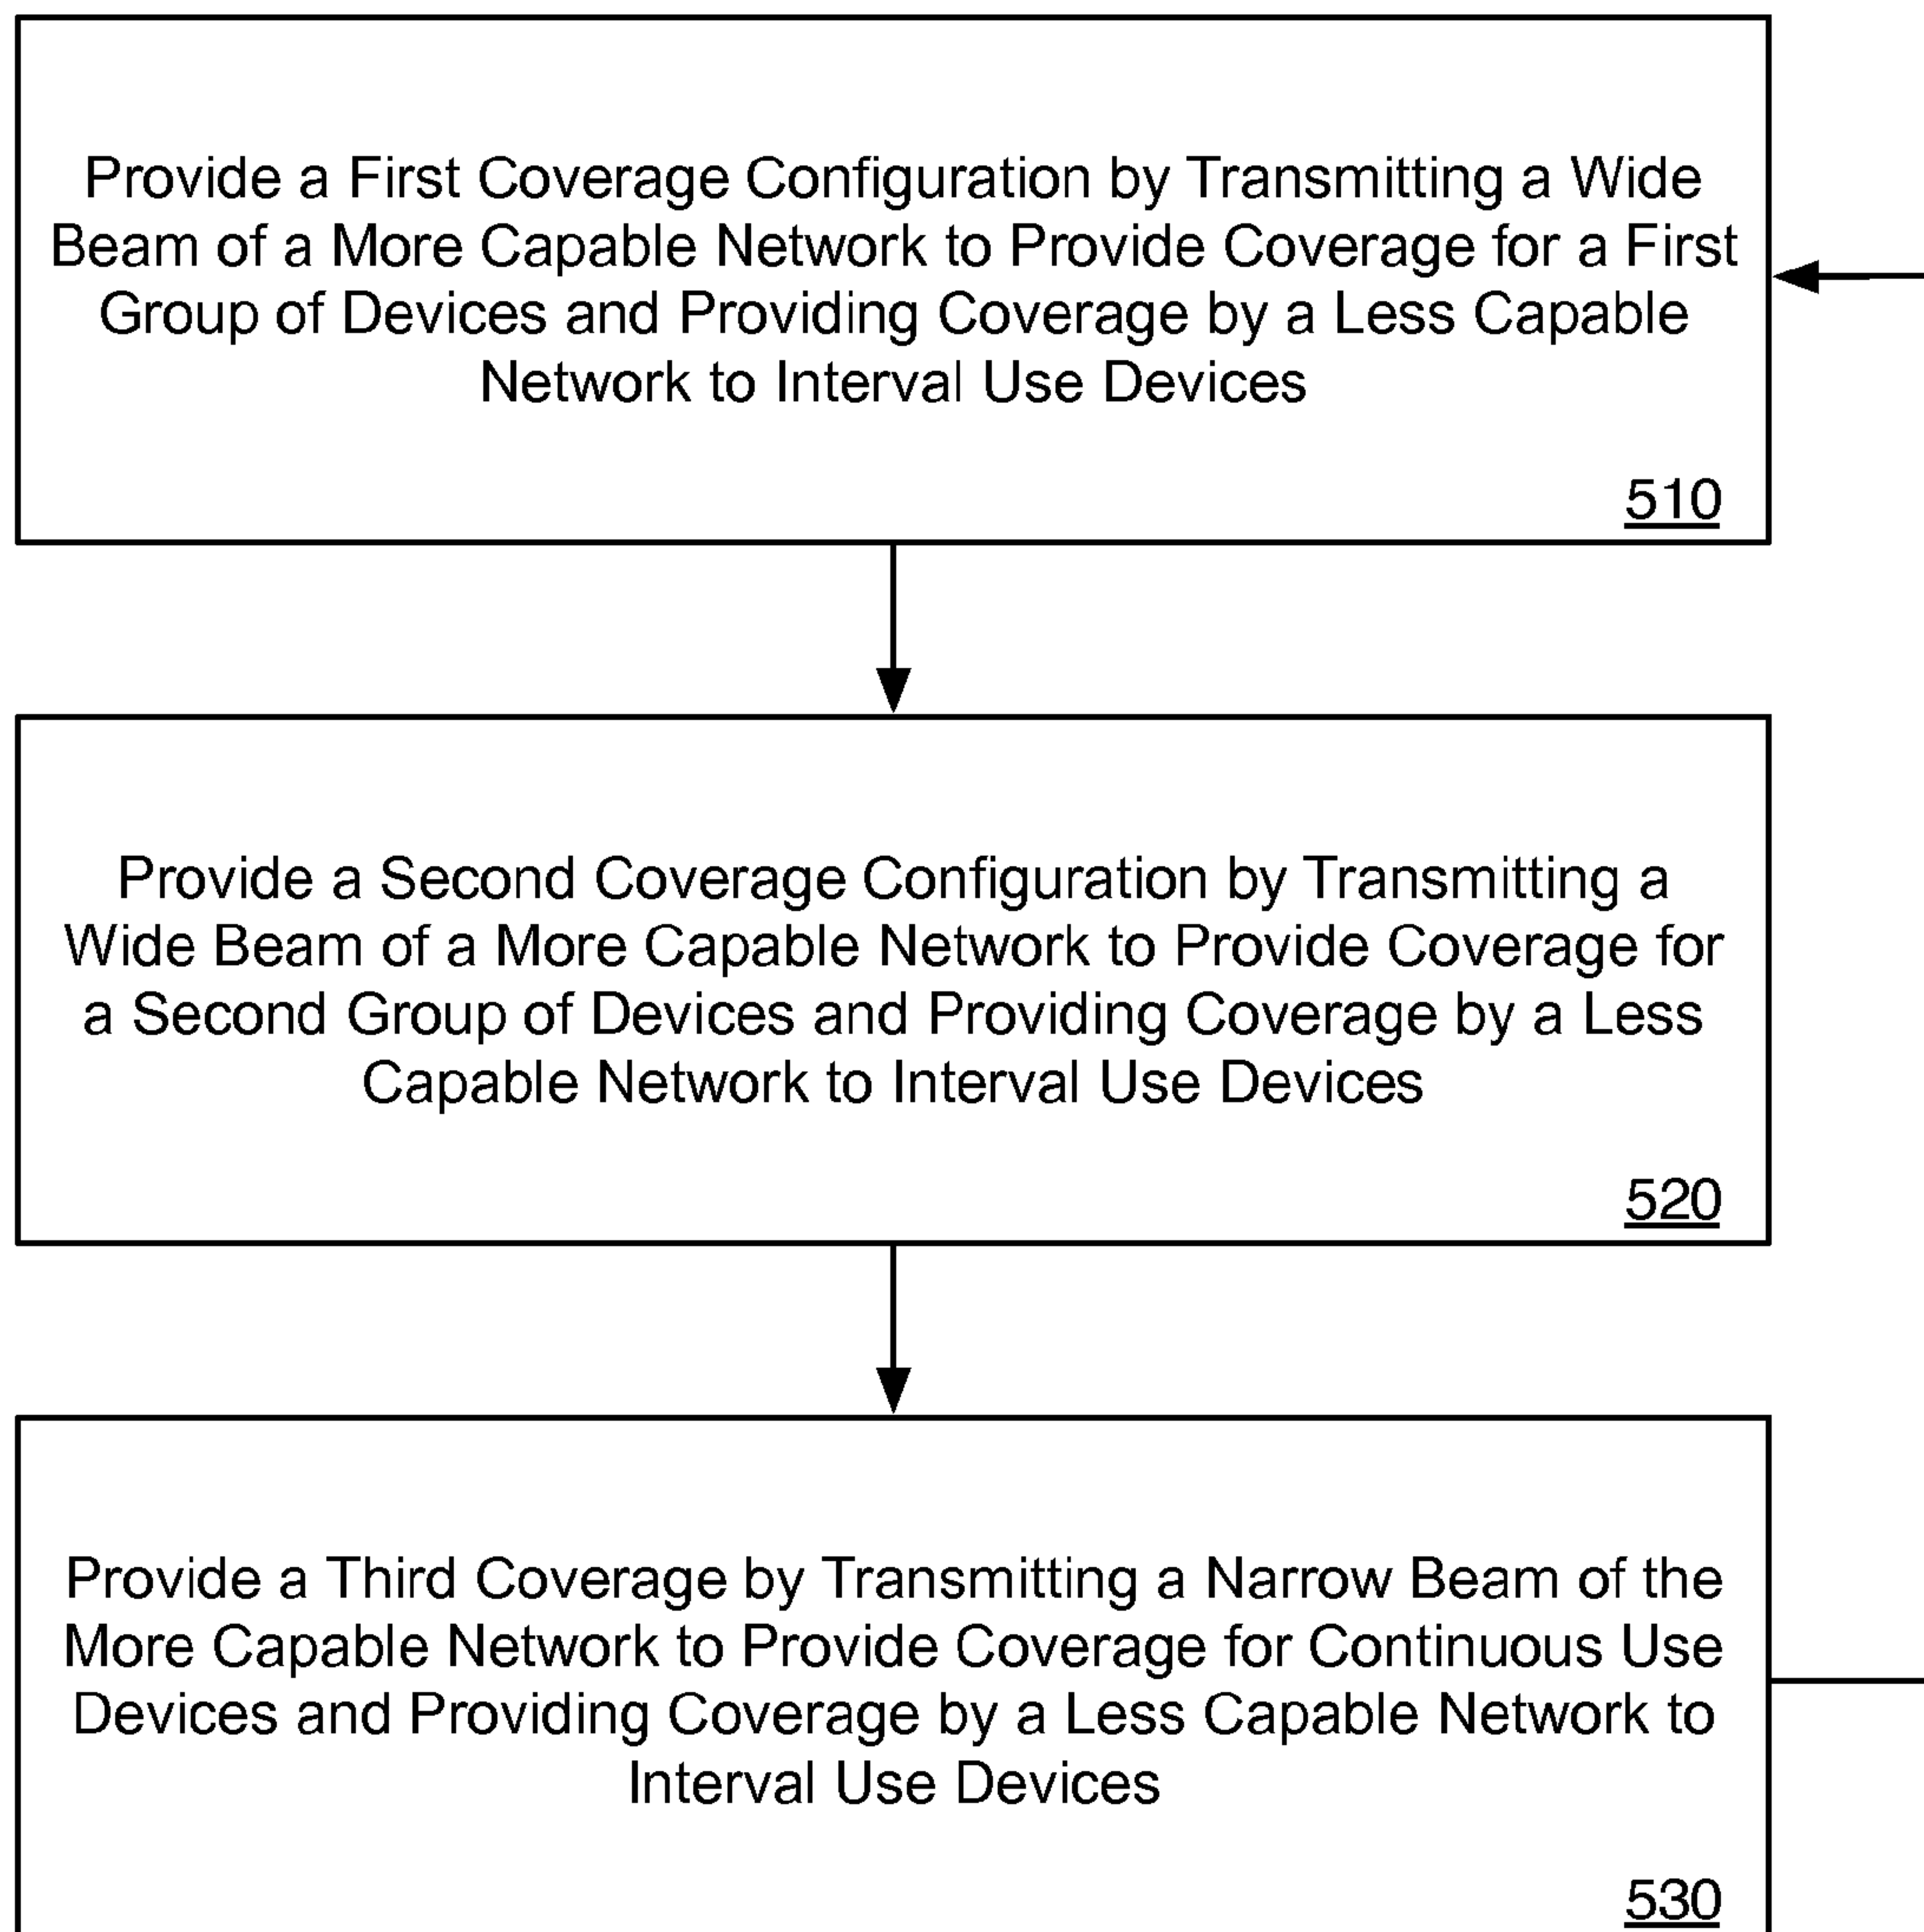 Provide a First Coverage Configuration by Transmitting a Wide
Beam of a More Capable Network to Provide Coverage for a First
Group of Devices and Providing Coverage by a Less Capable
Network to Interval Use Devices
510
Provide a Second Coverage Configuration by Transmitting a
Wide Beam of a More Capable Network to Provide Coverage for
a Second Group of Devices and Providing Coverage by a Less
Capable Network to Interval Use Devices
520
Provide a Third Coverage by Transmitting a Narrow Beam of the
More Capable Network to Provide Coverage for Continuous Use
Devices and Providing Coverage by a Less Capable Network to
Interval Use Devices
530